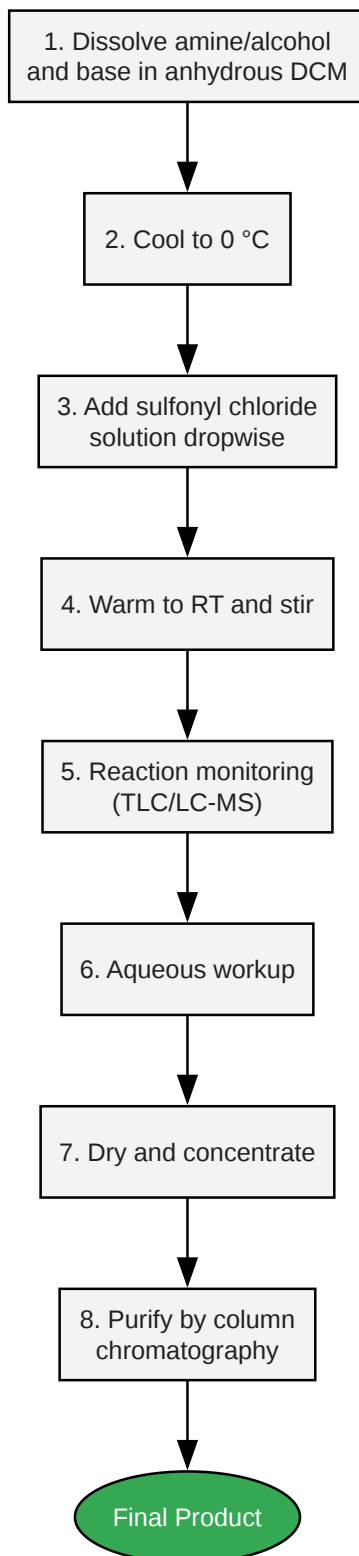 1. Dissolve amine/alcohol
and base in anhydrous DCM
2. Cool to 0 °C
3. Add sulfonyl chloride
solution dropwise
4. Warm to RT and stir
5. Reaction monitoring
(TLC/LC-MS)
6. Aqueous workup
7. Dry and concentrate
8. Purify by column
chromatography
Final Product